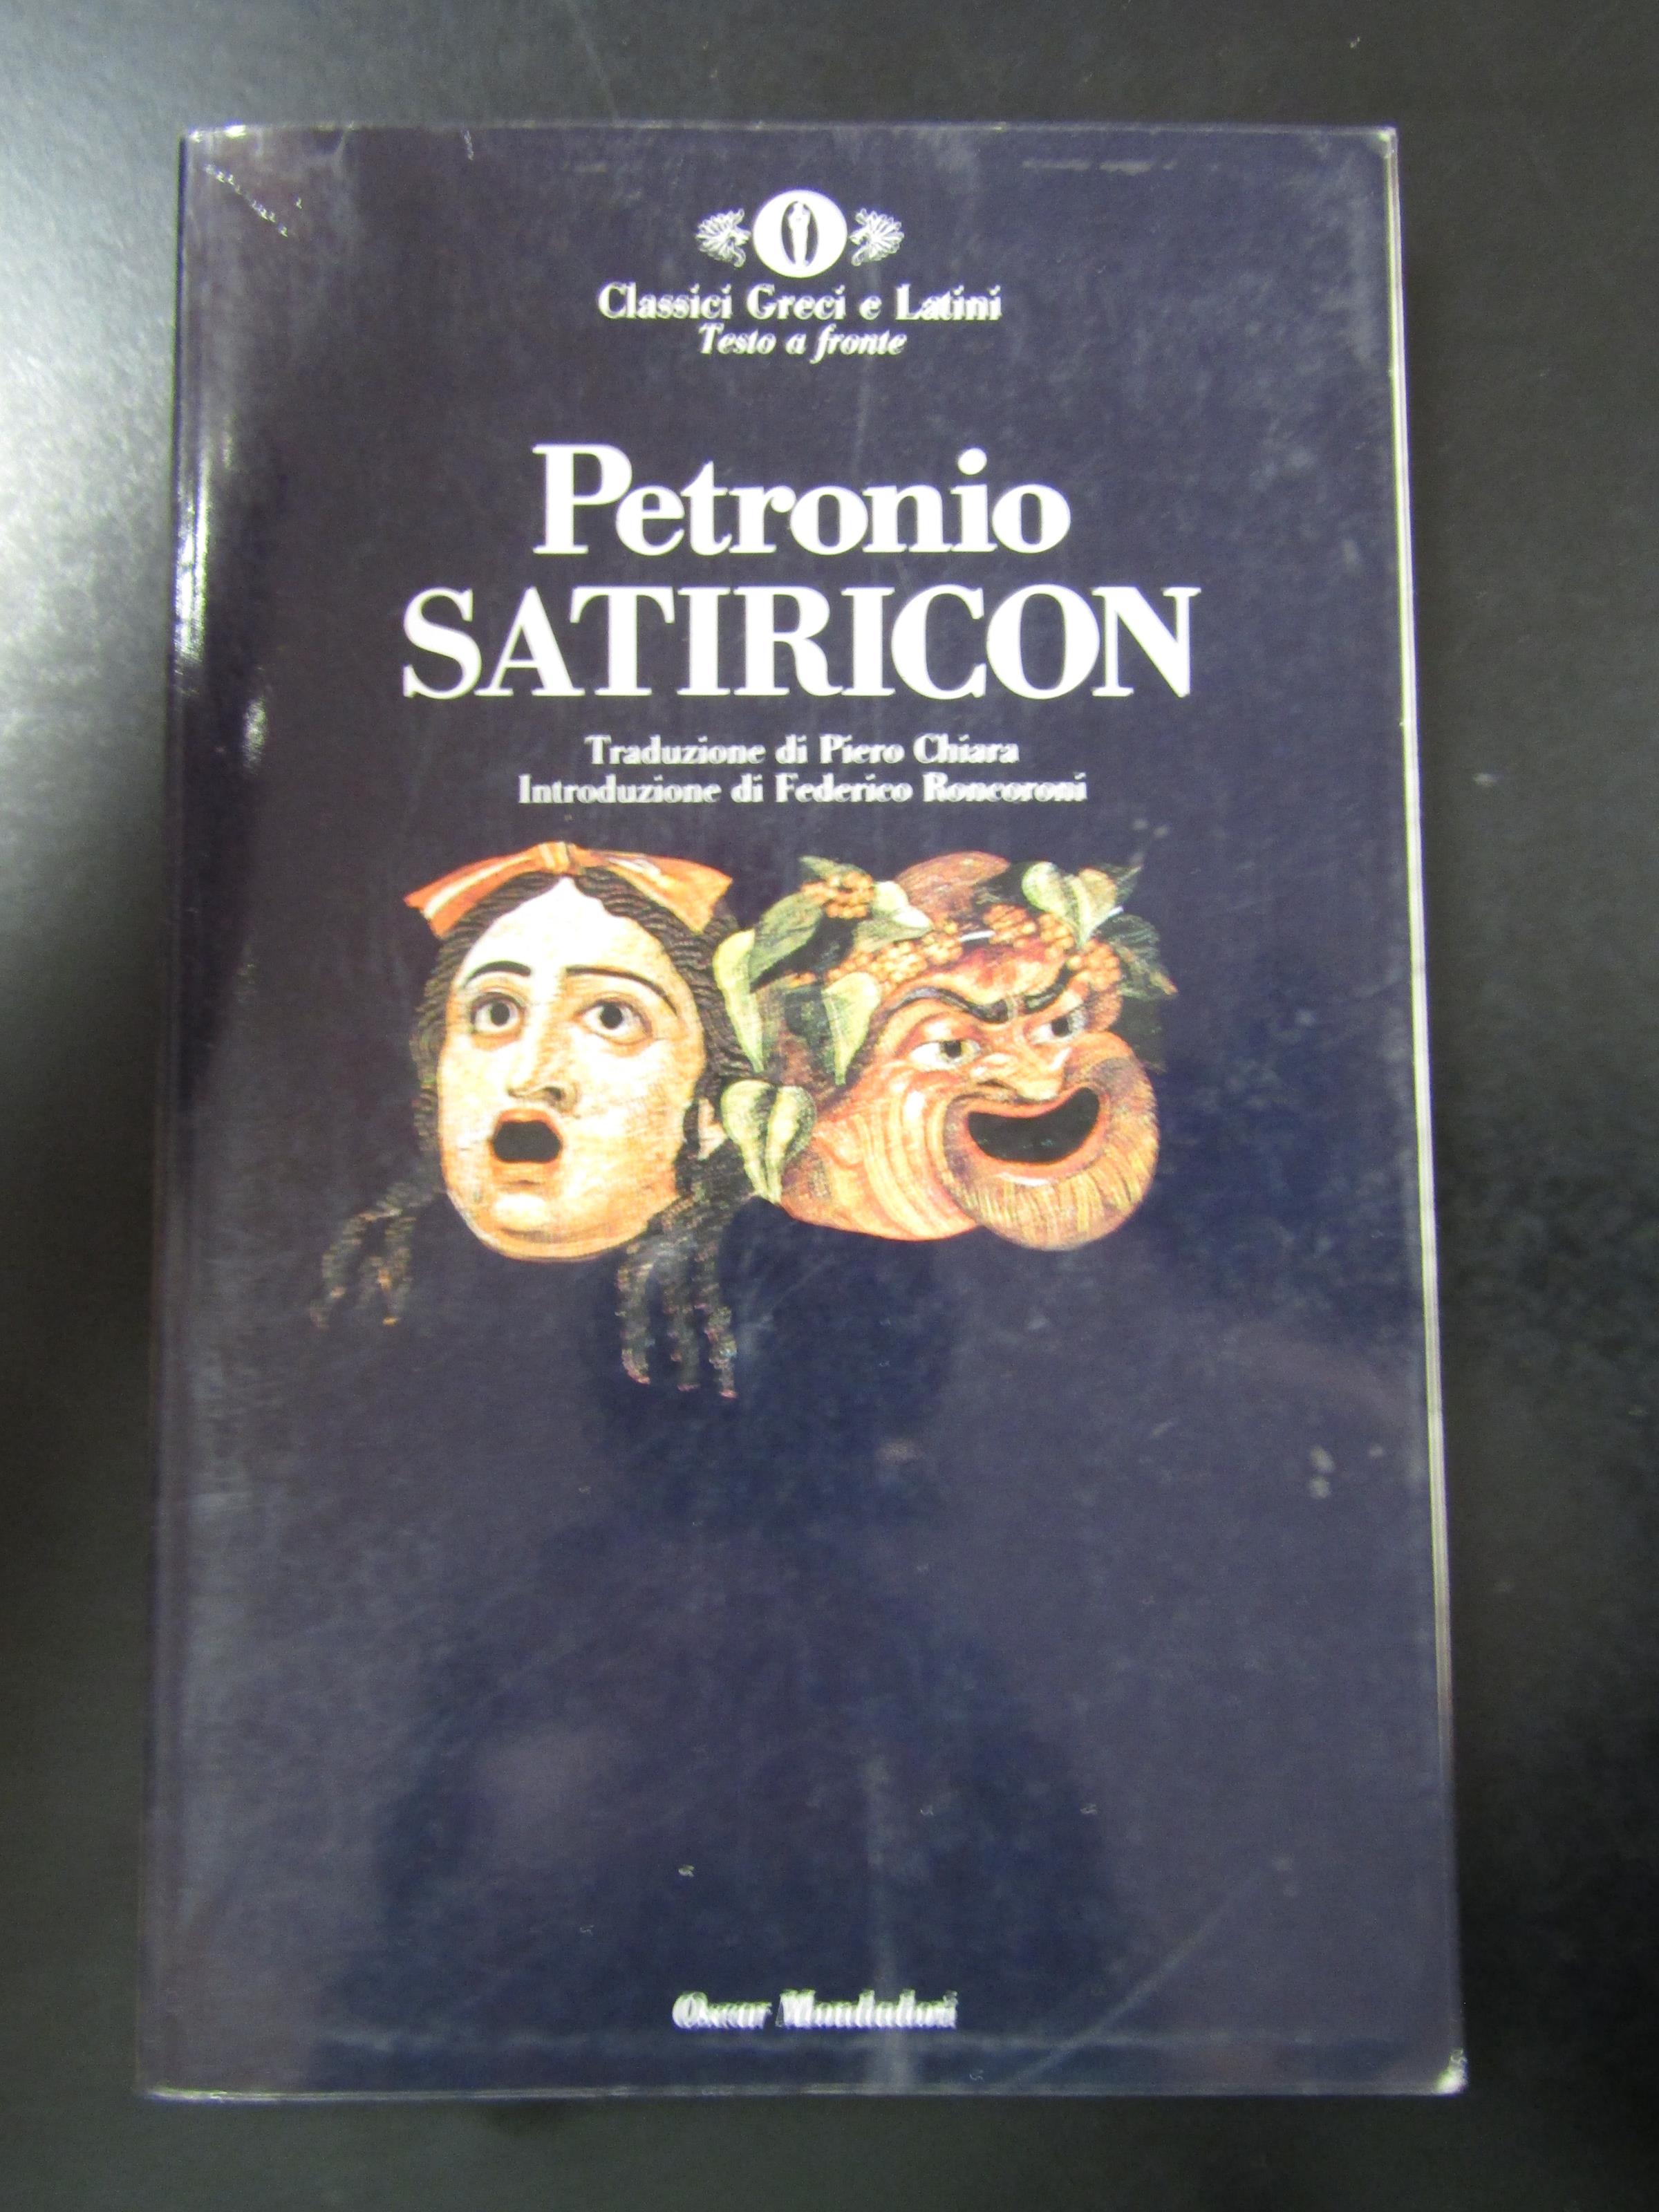 Classici Greci e Latini
Testo a fronte
Petronio
SATIRICON
Traduzione di Piero Chiara
Introduzione di Federico Roncoroni
Oscar Mondadori